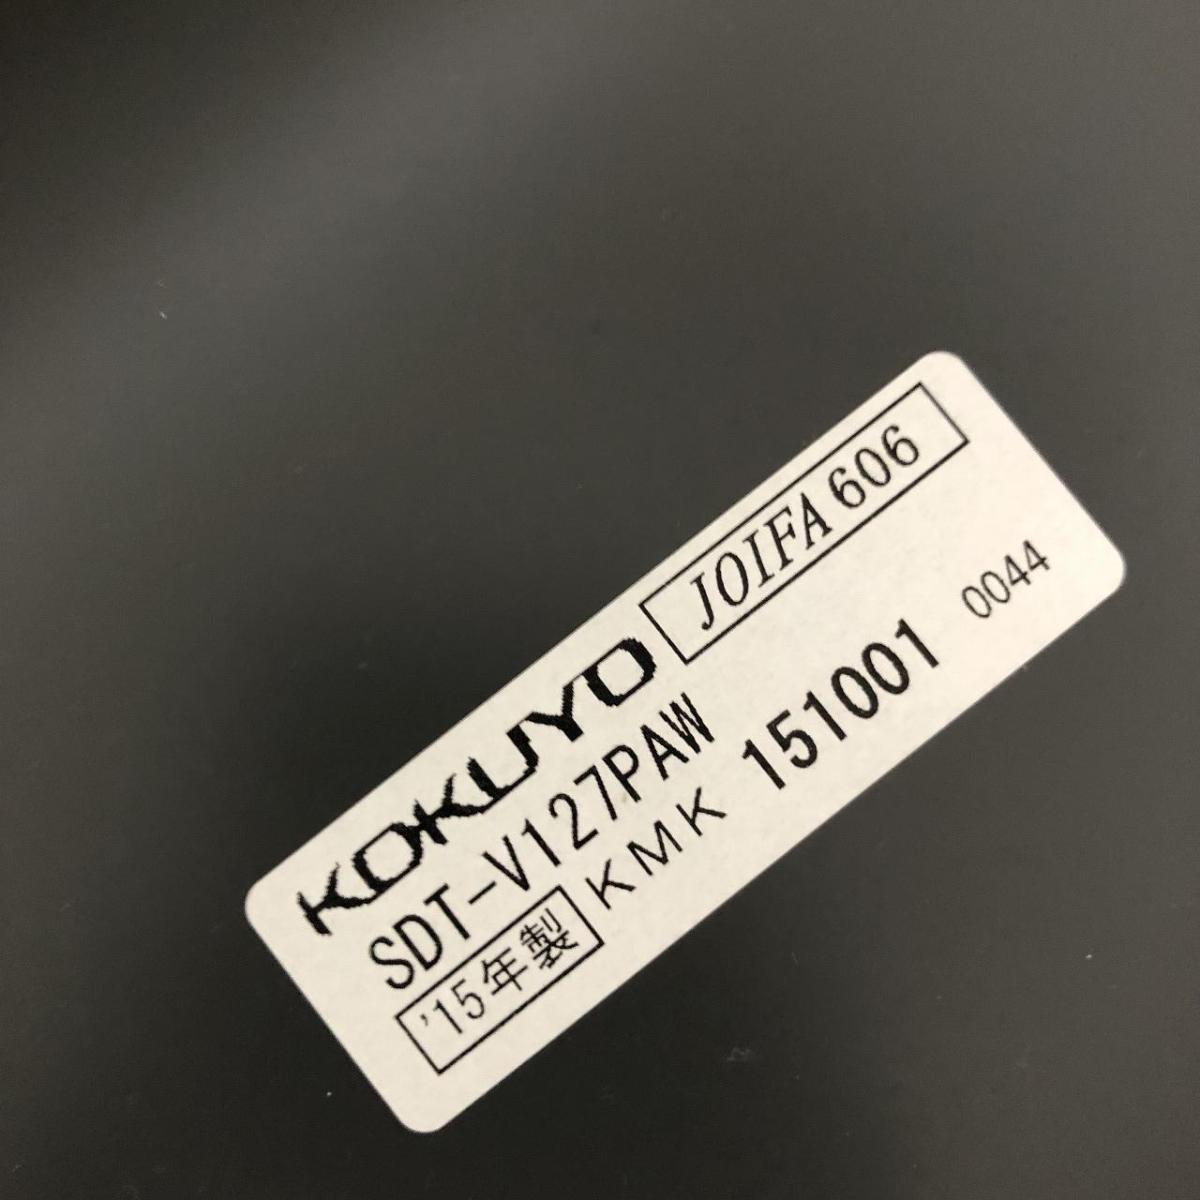 KOKUYO JOIFA 606
SDT-V127PAW
'15年製 KMK 151001 0044